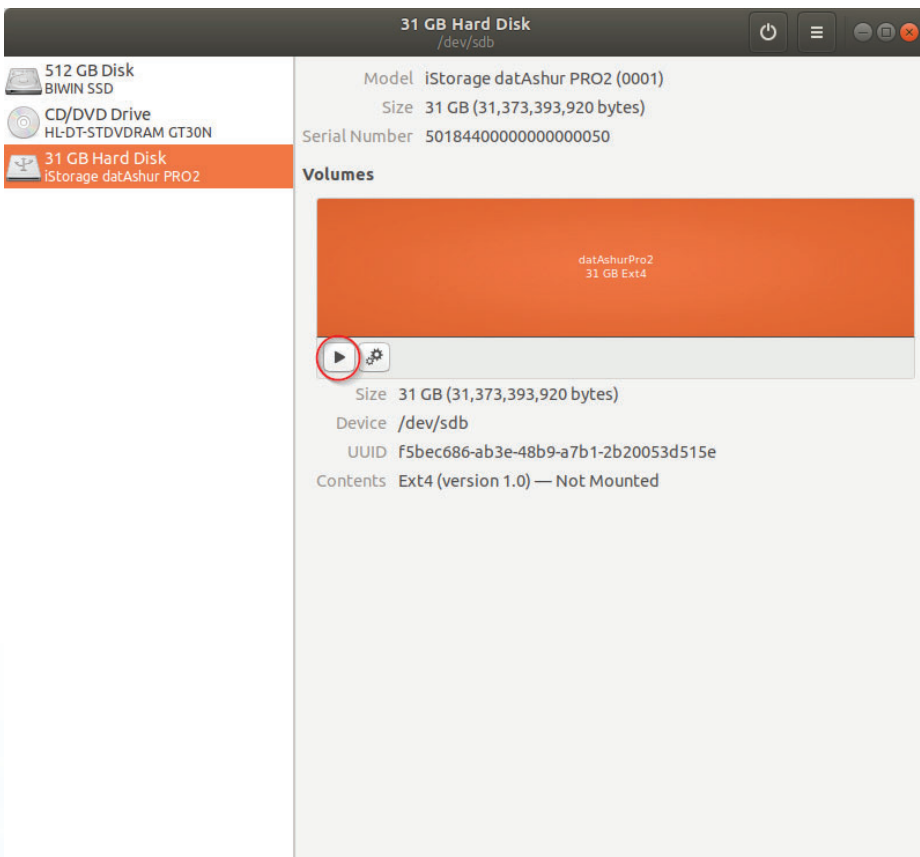 31 GB Hard Disk
/dev/sdb
512 GB Disk
BIWIN SSD
CD/DVD Drive
HL-DT-STDVDRAM GT30N
31 GB Hard Disk
iStorage datAshur PRO2
Model iStorage datAshur PRO2 (0001)
Size 31 GB (31,373,393,920 bytes)
Serial Number 50184400000000000050
Volumes
datAshurPro2
31 GB Ext4
Size 31 GB (31,373,393,920 bytes)
Device /dev/sdb
UUID f5bec686-ab3e-48b9-a7b1-2b20053d515e
Contents Ext4 (version 1.0) — Not Mounted